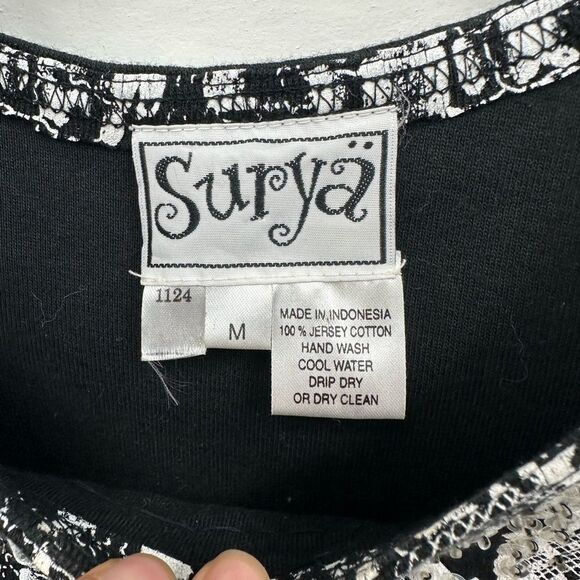 Suryä
1124
M
MADE IN INDONESIA
100% JERSEY COTTON
HAND WASH
COOL WATER
DRIP DRY
OR DRY CLEAN